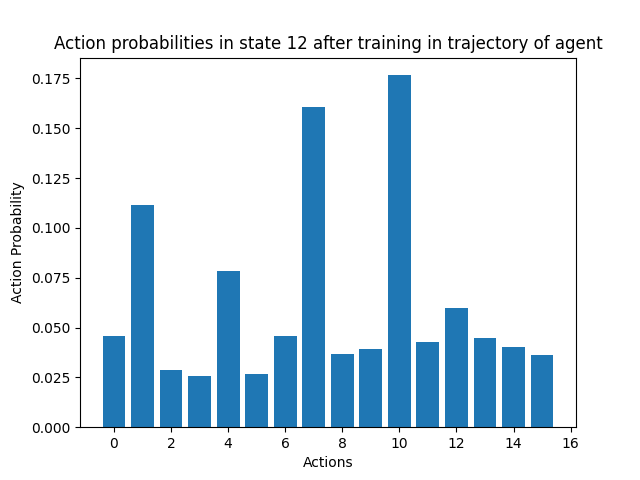 Action probabilities in state 12 after training in trajectory of agent
Action Probability
0.175
0.150
0.125
0.100
0.075
0.050
0.025
0.000
0 2 4 6 8 10 12 14 16
Actions